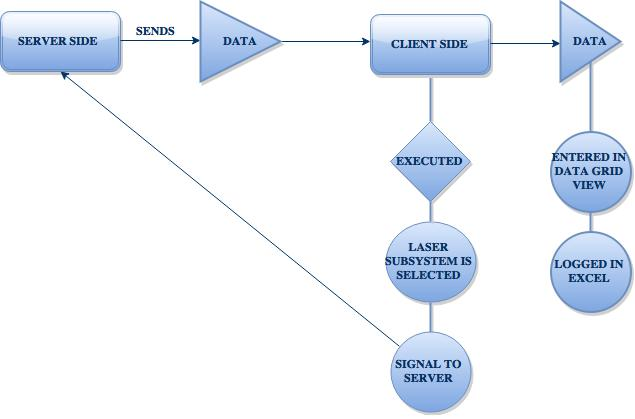 SERVER SIDE
SENDS
DATA
CLIENT SIDE
DATA
EXECUTED
ENTERED IN
DATA GRID
VIEW
LASER
SUBSYSTEM IS
SELECTED
LOGGED IN
EXCEL
SIGNAL TO
SERVER